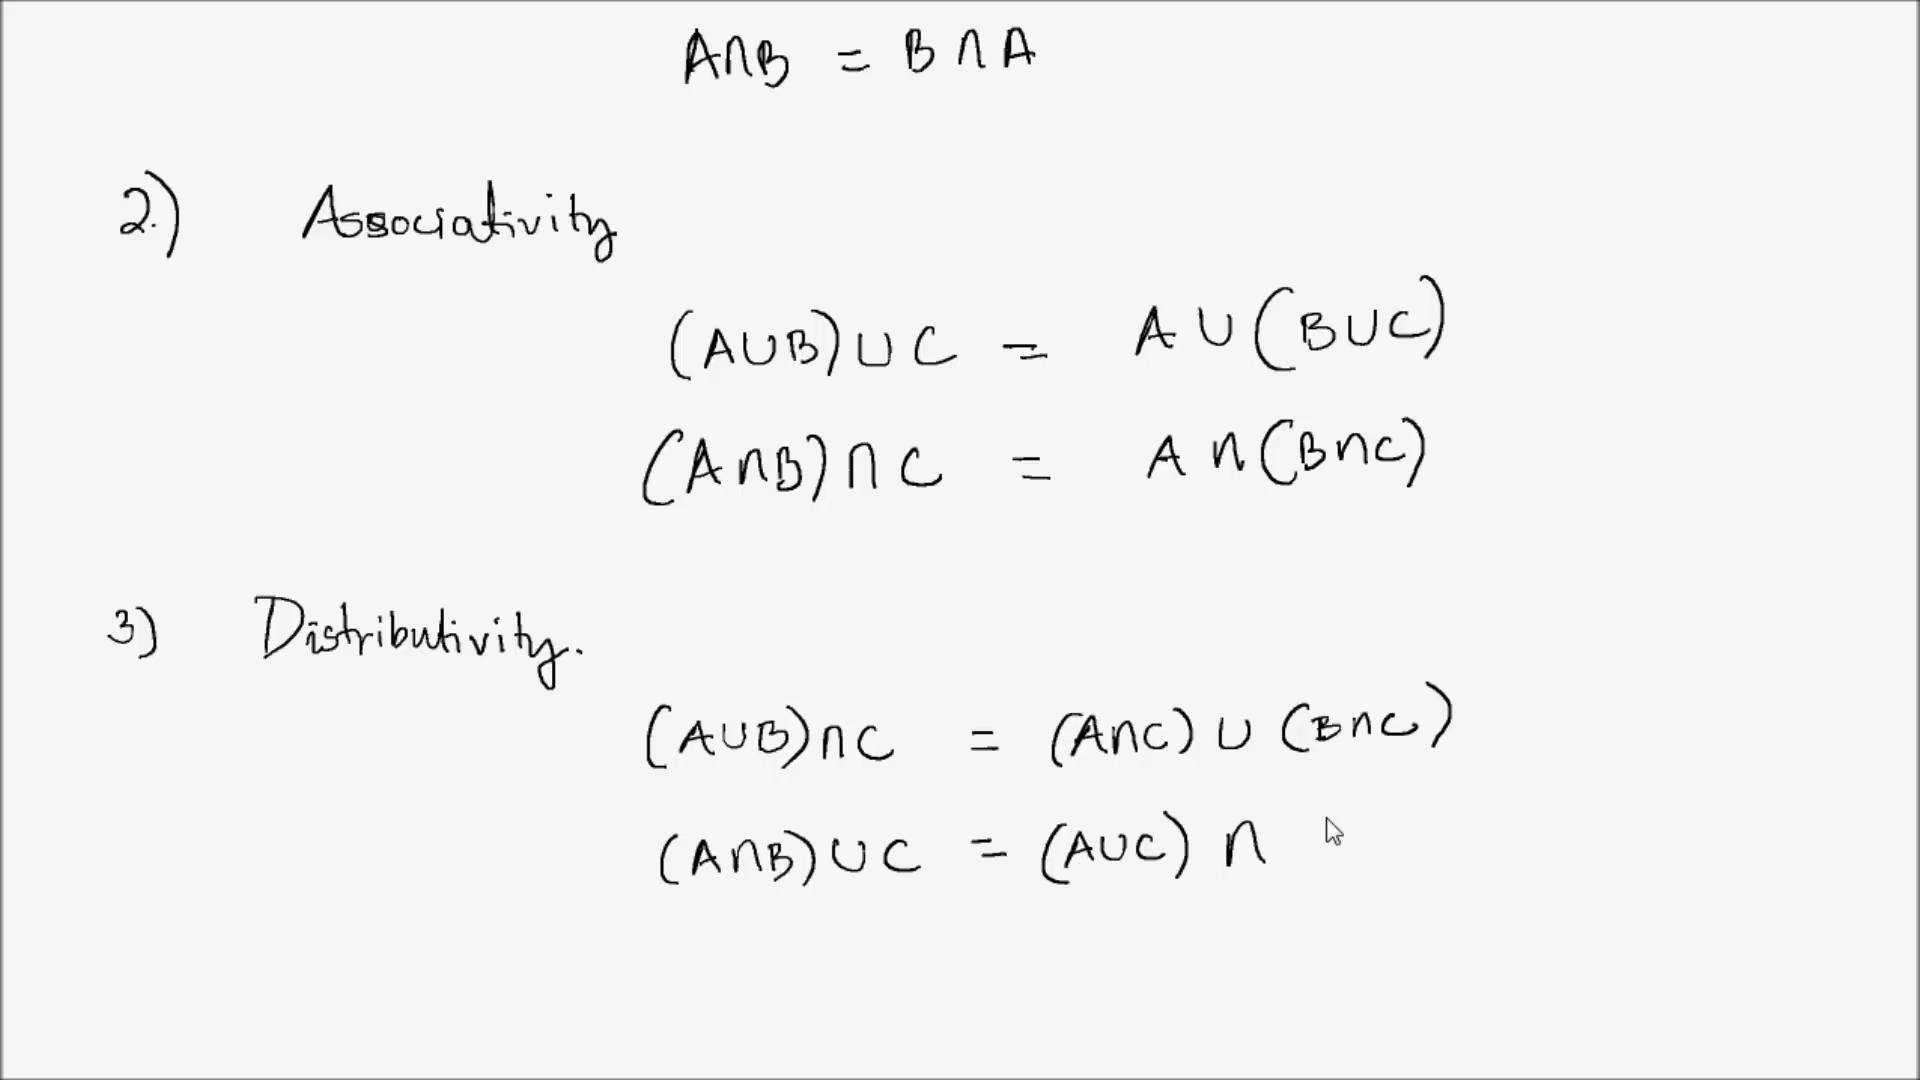 A∩B = B∩A
2.) Associativity
(A∪B)∪C = A∪(B∪C)
(A∩B)∩C = A∩(B∩C)
3) Distributivity.
(A∪B)∩C = (A∩C)∪(B∩C)
(A∩B)∪C = (A∪C)∩